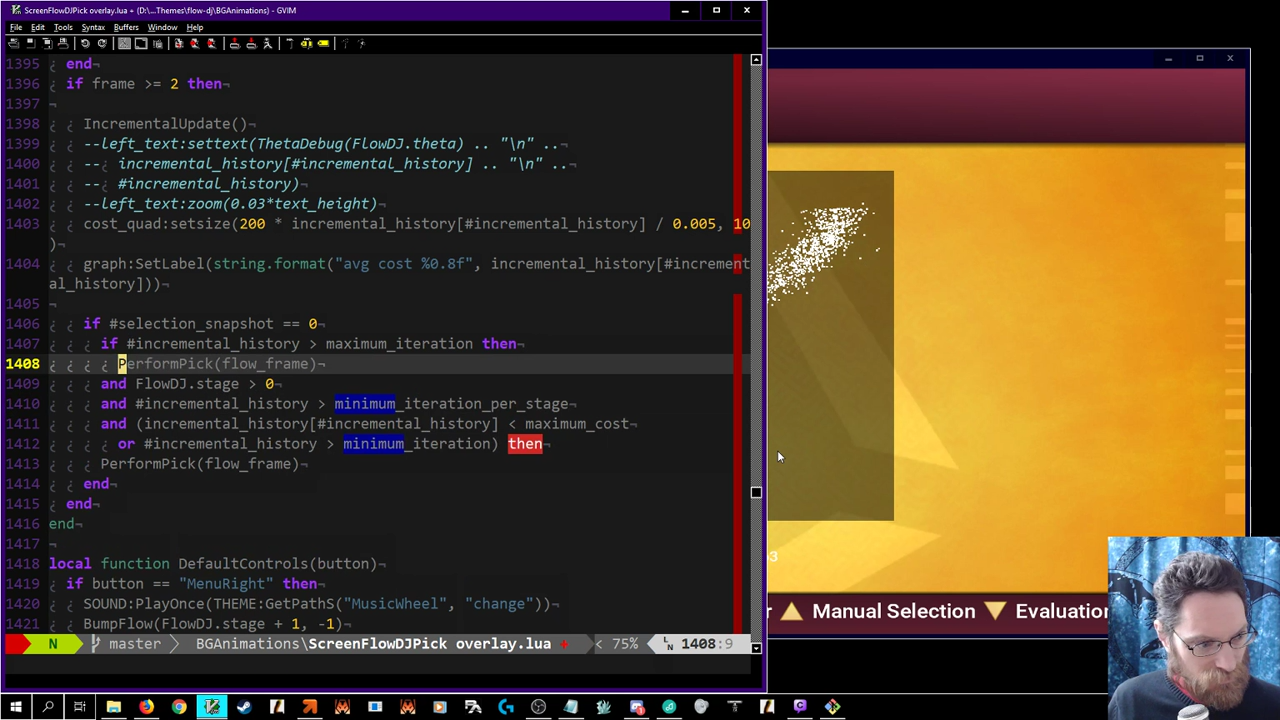 ScreenFlowDJPick overlay.lua + (D:\...Themes\flow-dj\BGAnimations) - GVIM
File Edit Tools Syntax Buffers Window Help
1395 ¿ end¬
1396 ¿ if frame >= 2 then¬
1397 ¬
1398 ¿ ¿ IncrementalUpdate()¬
1399 ¿ ¿ --left_text:settext(ThetaDebug(FlowDJ.theta) .. "\n" ..¬
1400 ¿ ¿ --¿ incremental_history[#incremental_history] .. "\n" ..¬
1401 ¿ ¿ --¿ #incremental_history)¬
1402 ¿ ¿ --left_text:zoom(0.03*text_height)¬
1403 ¿ ¿ cost_quad:setsize(200 * incremental_history[#incremental_history] / 0.005, 10
)¬
1404 ¿ ¿ graph:SetLabel(string.format("avg cost %0.8f", incremental_history[#increment
al_history]))¬
1405 ¬
1406 ¿ ¿ if #selection_snapshot == 0¬
1407 ¿ ¿ ¿ if #incremental_history > maximum_iteration then¬
1408 ¿ ¿ ¿ ¿ PerformPick(flow_frame)¬
1409 ¿ ¿ ¿ and FlowDJ.stage > 0¬
1410 ¿ ¿ ¿ and #incremental_history > minimum_iteration_per_stage¬
1411 ¿ ¿ ¿ and (incremental_history[#incremental_history] < maximum_cost¬
1412 ¿ ¿ ¿ ¿ or #incremental_history > minimum_iteration) then¬
1413 ¿ ¿ ¿ PerformPick(flow_frame)¬
1414 ¿ ¿ end¬
1415 ¿ end¬
1416 end¬
1417 ¬
1418 local function DefaultControls(button)¬
1419 ¿ if button == "MenuRight" then¬
1420 ¿ ¿ SOUND:PlayOnce(THEME:GetPathS("MusicWheel", "change"))¬
1421 ¿ ¿ BumpFlow(FlowDJ.stage + 1, -1)¬
N master BGAnimations\ScreenFlowDJPick overlay.lua + < 75% LN 1408:9
3
r Manual Selection Evaluation